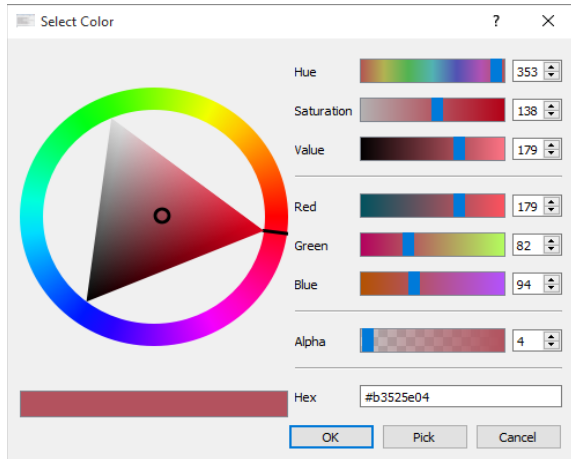 Select Color ? ×
Hue 353
Saturation 138
Value 179
Red 179
Green 82
Blue 94
Alpha 4
Hex #b3525e04
OK Pick Cancel